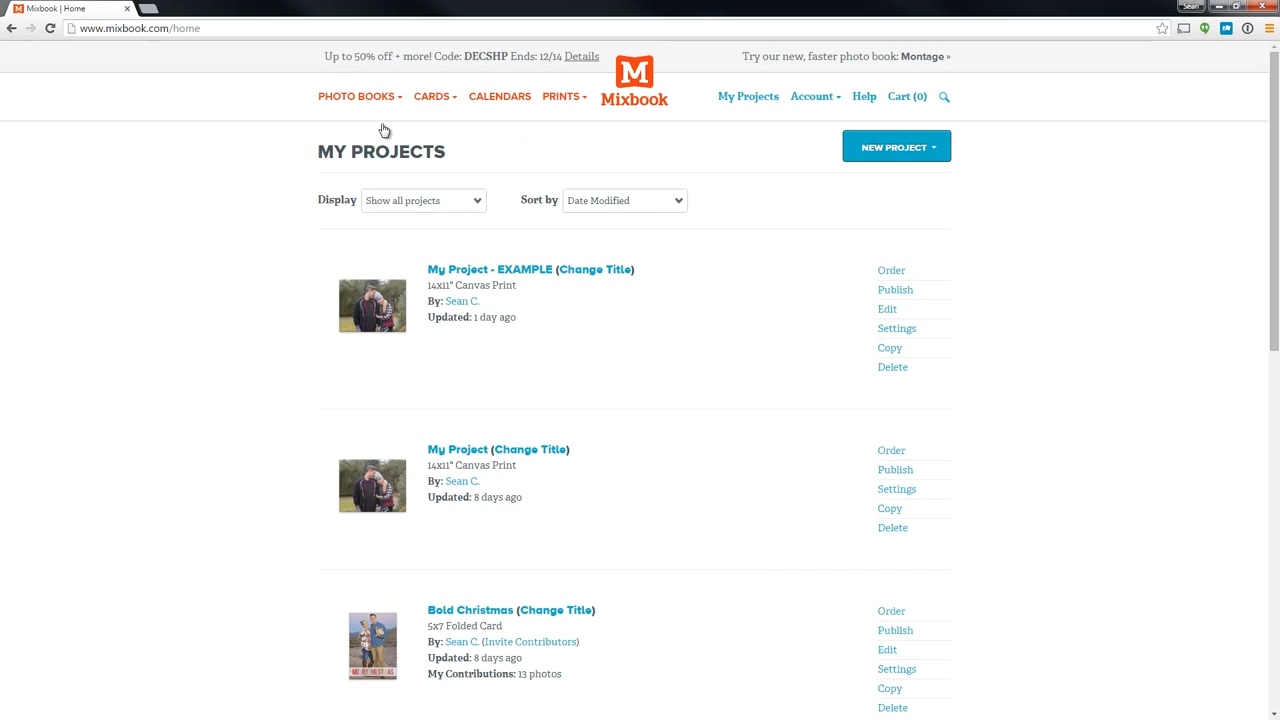 Mixbook | Home
Sean
www.mixbook.com/home
Up to 50% off + more! Code: DECSHP Ends: 12/14 Details
Try our new, faster photo book: Montage »
PHOTO BOOKS CARDS CALENDARS PRINTS
M
Mixbook
My Projects Account Help Cart (0)
MY PROJECTS
NEW PROJECT
Display Show all projects
Sort by Date Modified
My Project - EXAMPLE (Change Title)
14x11" Canvas Print
By: Sean C.
Updated: 1 day ago
Order
Publish
Edit
Settings
Copy
Delete
My Project (Change Title)
14x11" Canvas Print
By: Sean C.
Updated: 8 days ago
Order
Publish
Settings
Copy
Delete
Bold Christmas (Change Title)
5x7 Folded Card
By: Sean C. (Invite Contributors)
Updated: 8 days ago
My Contributions: 13 photos
Order
Publish
Edit
Settings
Copy
Delete